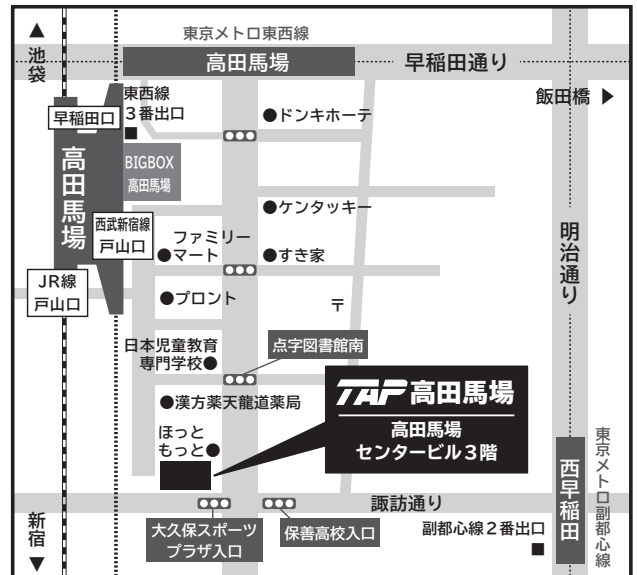 東京メトロ東西線
▲
池袋
高田馬場
早稲田通り
飯田橋 ▶
東西線
3番出口
■
早稲田口
●ドンキホーテ
高田馬場
BIGBOX
高田馬場
●ケンタッキー
西武新宿線
戸山口
ファミリー
●マート
●すき家
明治通り
JR線
戸山口
●プロント
〒
日本児童教育
専門学校●
点字図書館南
●漢方薬天龍道薬局
TAP高田馬場
高田馬場
センタービル3階
ほっと
もっと●
諏訪通り
西早稲田
東京メトロ副都心線
新宿
▼
大久保スポーツ
プラザ入口
保善高校入口
副都心線2番出口
■